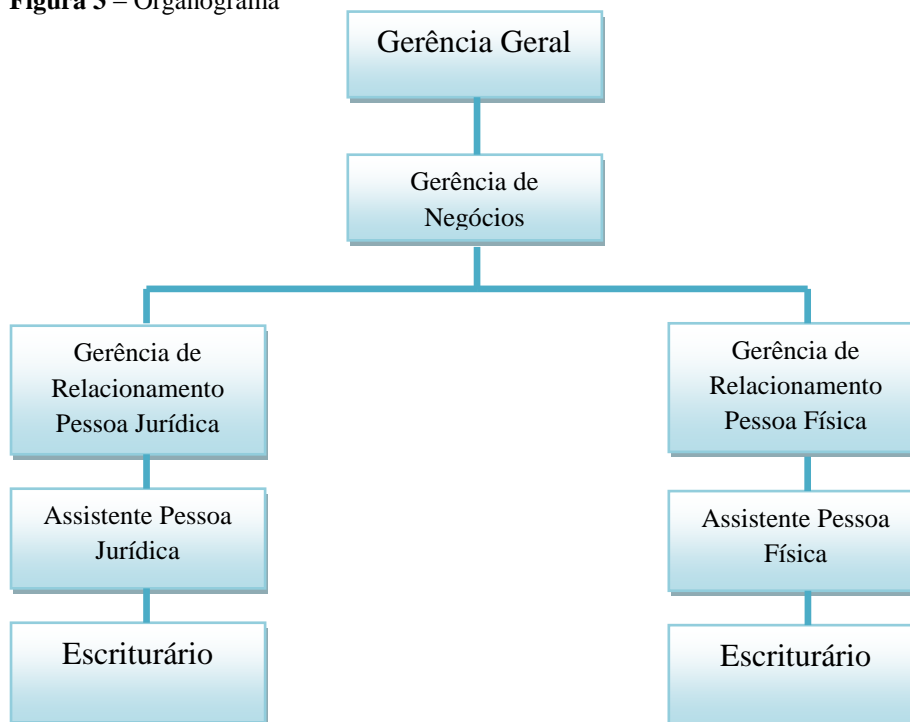 Figura 3 – Organograma
Gerência Geral
Gerência de
Negócios
Gerência de
Relacionamento
Pessoa Jurídica
Gerência de
Relacionamento
Pessoa Física
Assistente Pessoa
Jurídica
Assistente Pessoa
Física
Escriturário
Escriturário